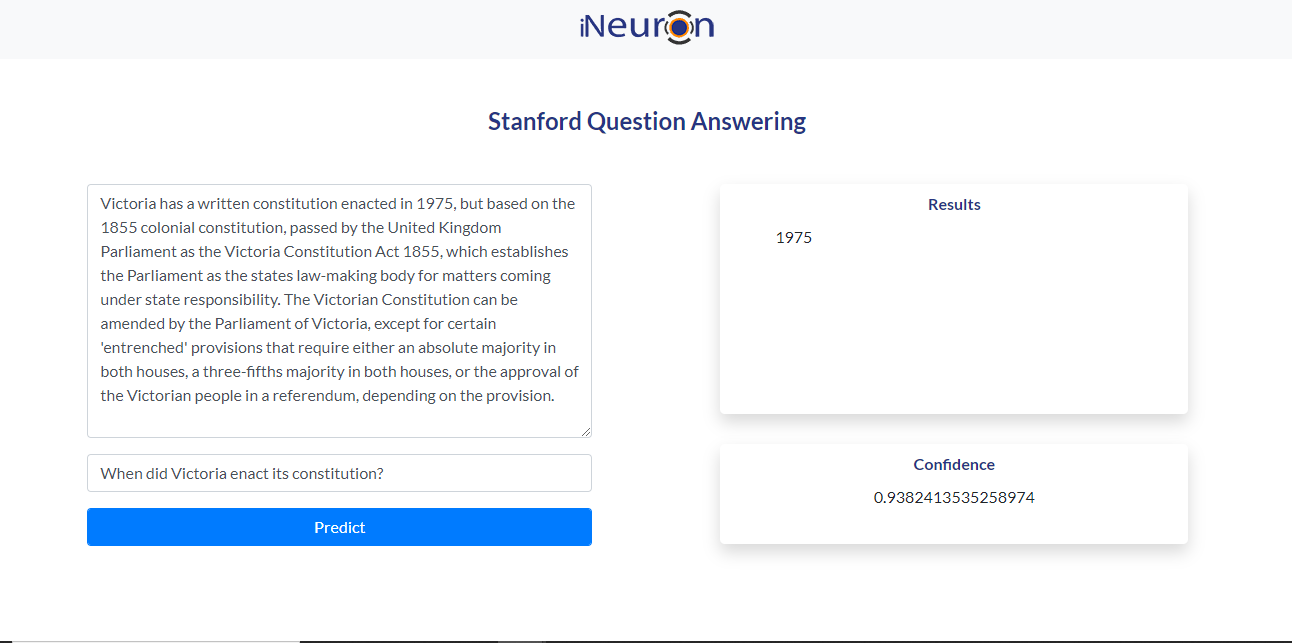 iNeuron
Stanford Question Answering
Victoria has a written constitution enacted in 1975, but based on the
1855 colonial constitution, passed by the United Kingdom
Parliament as the Victoria Constitution Act 1855, which establishes
the Parliament as the states law-making body for matters coming
under state responsibility. The Victorian Constitution can be
amended by the Parliament of Victoria, except for certain
'entrenched' provisions that require either an absolute majority in
both houses, a three-fifths majority in both houses, or the approval of
the Victorian people in a referendum, depending on the provision.
When did Victoria enact its constitution?
Predict
Results
1975
Confidence
0.9382413535258974